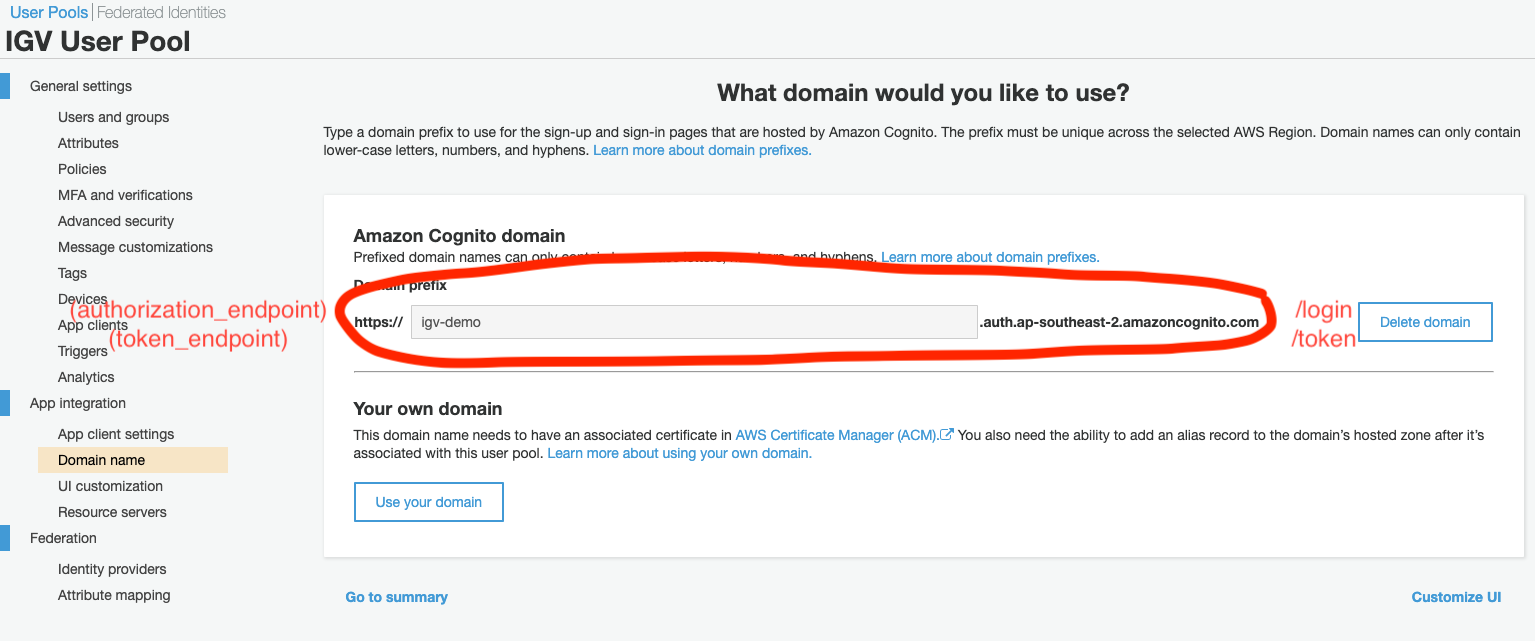 User Pools | Federated Identities
IGV User Pool
General settings
Users and groups
Attributes
Policies
MFA and verifications
Advanced security
Message customizations
Tags
Devices
App clients
Triggers
Analytics
App integration
App client settings
Domain name
UI customization
Resource servers
Federation
Identity providers
Attribute mapping
What domain would you like to use?
Type a domain prefix to use for the sign-up and sign-in pages that are hosted by Amazon Cognito. The prefix must be unique across the selected AWS Region. Domain names can only contain
lower-case letters, numbers, and hyphens. Learn more about domain prefixes.
Amazon Cognito domain
Prefixed domain names can only contain lower-case letters, numbers, and hyphens. Learn more about domain prefixes.
Domain prefix
(authorization_endpoint)
(token_endpoint)
https:// igv-demo .auth.ap-southeast-2.amazoncognito.com
/login
/token
Delete domain
Your own domain
This domain name needs to have an associated certificate in AWS Certificate Manager (ACM). You also need the ability to add an alias record to the domain's hosted zone after it's
associated with this user pool. Learn more about using your own domain.
Use your domain
Go to summary
Customize UI